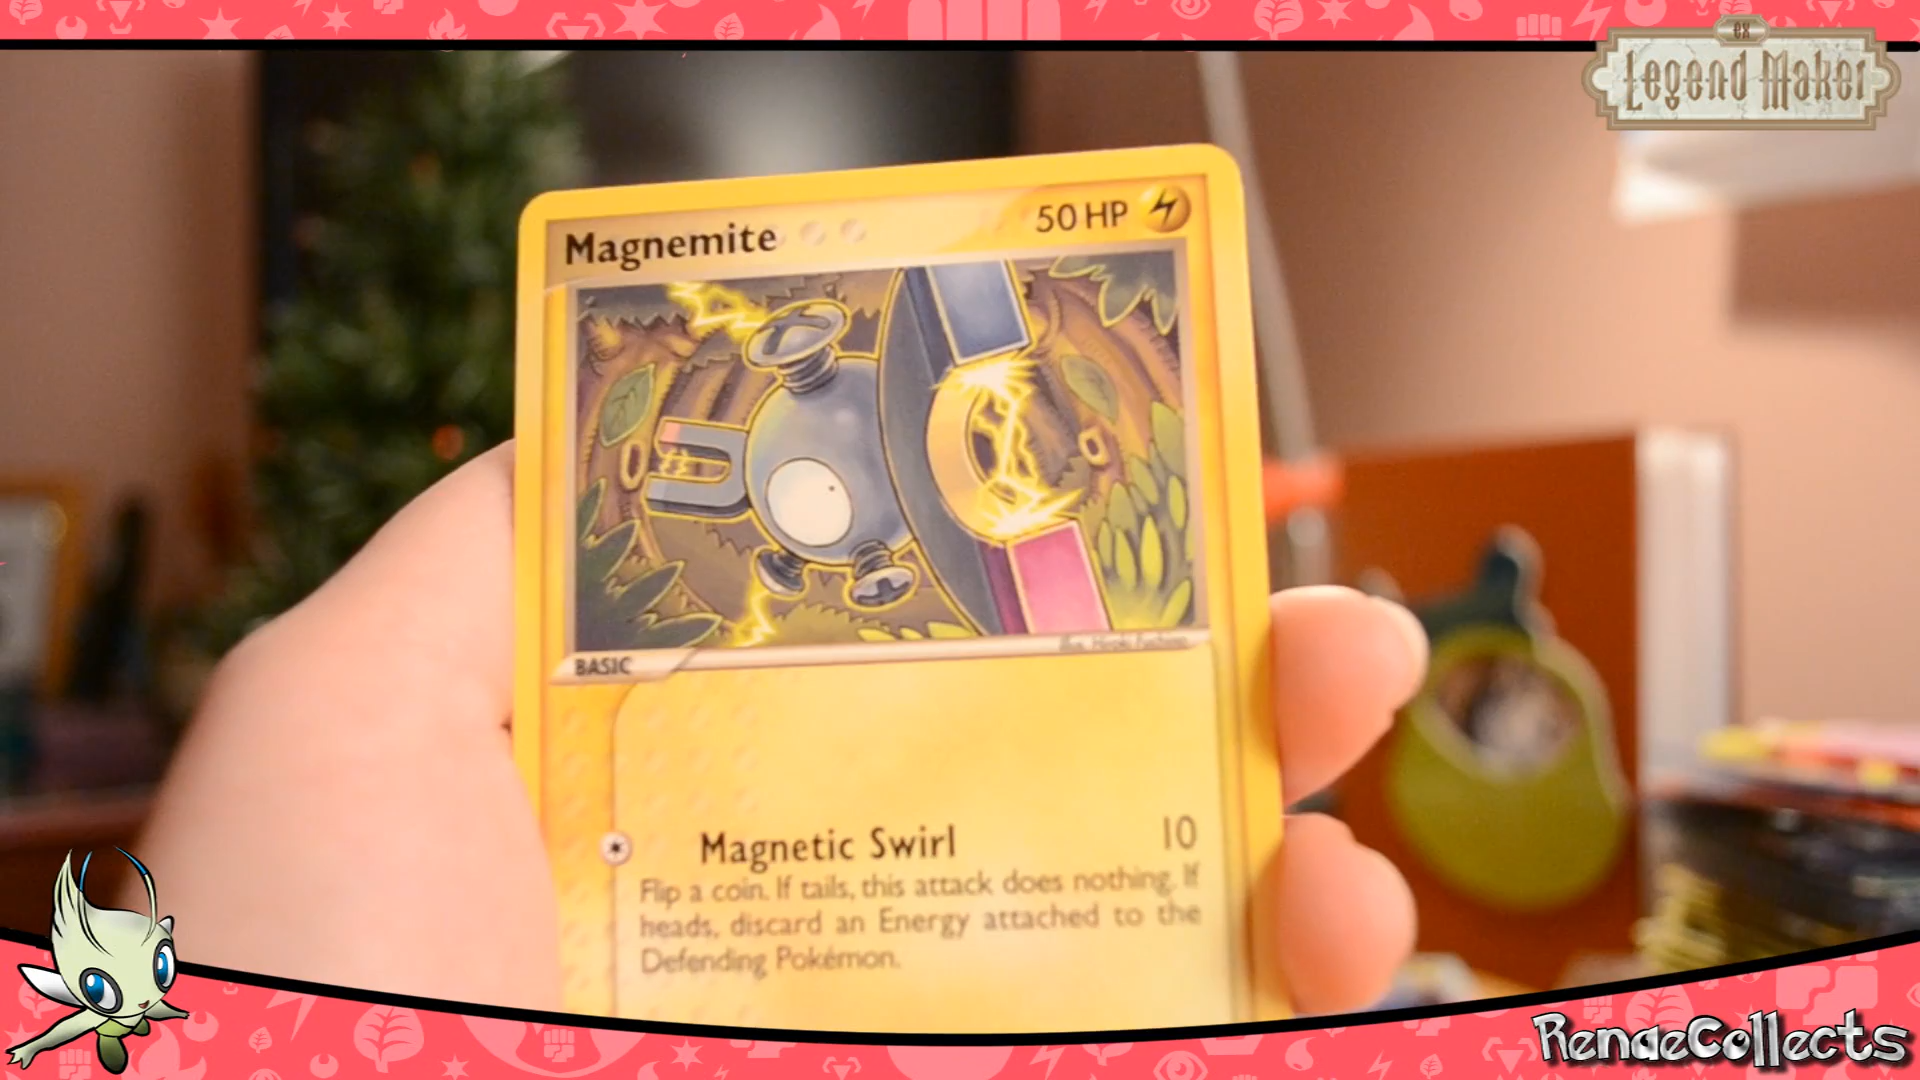 ex
Legend Maker
Magnemite
50 HP
BASIC
Magnetic Swirl
10
Flip a coin. If tails, this attack does nothing. If
heads, discard an Energy attached to the
Defending Pokémon.
RenaeCollects